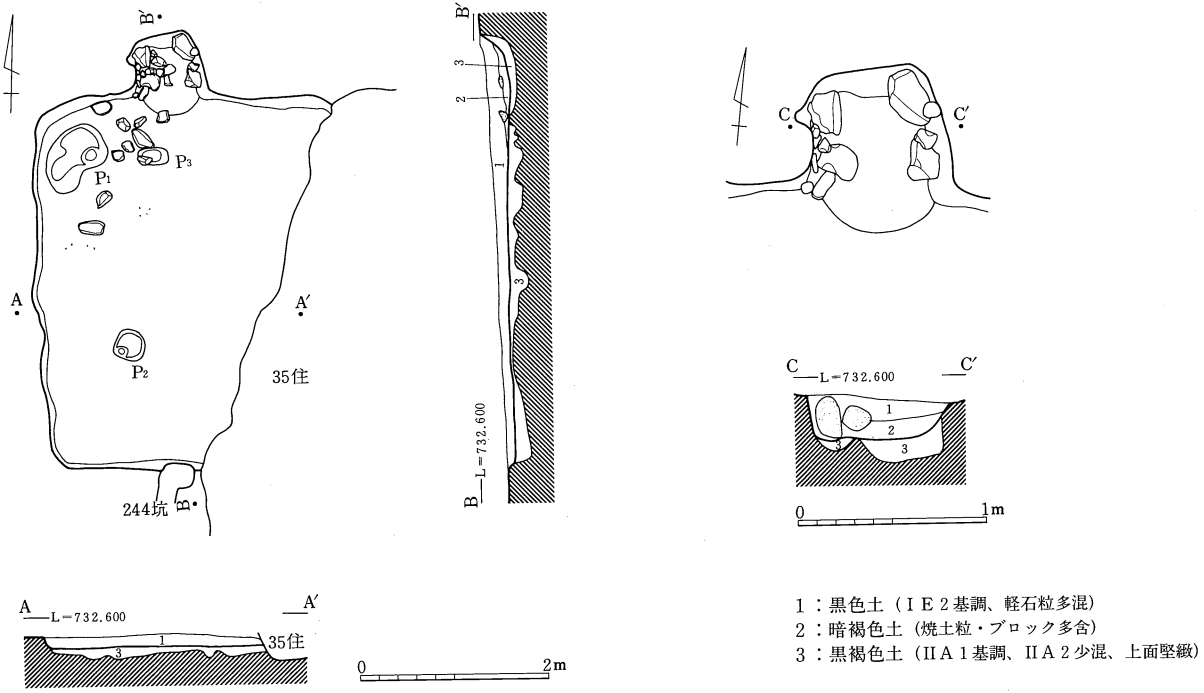 B′
P₁
P₃
A
A′
P₂
35住
244坑
B
B′
3
2
1
3
B
L=732.600
C
C′
C
L=732.600
C′
1
2
3
3
0
1m
A
L=732.600
A′
1
3
35住
0
2m
1：黒色土（ⅠE2基調、軽石粒多混）
2：暗褐色土（焼土粒・ブロック多含）
3：黒褐色土（ⅡA1基調、ⅡA2少混、上面堅緻）